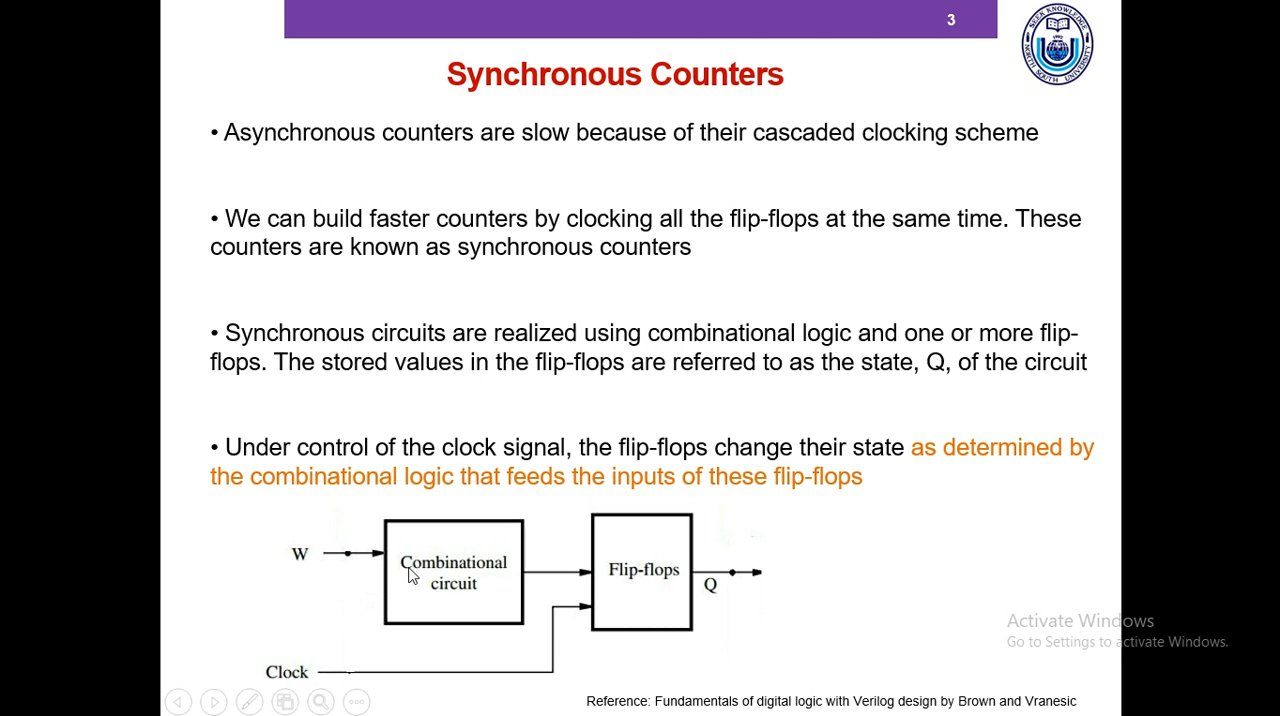 3
SEEK KNOWLEDGE
NORTH SOUTH UNIVERSITY
Synchronous Counters
• Asynchronous counters are slow because of their cascaded clocking scheme
• We can build faster counters by clocking all the flip-flops at the same time. These
counters are known as synchronous counters
• Synchronous circuits are realized using combinational logic and one or more flip-
flops. The stored values in the flip-flops are referred to as the state, Q, of the circuit
• Under control of the clock signal, the flip-flops change their state as determined by
the combinational logic that feeds the inputs of these flip-flops
W
Combinational
circuit
Flip-flops
Q
Clock
Activate Windows
Go to Settings to activate Windows.
Reference: Fundamentals of digital logic with Verilog design by Brown and Vranesic